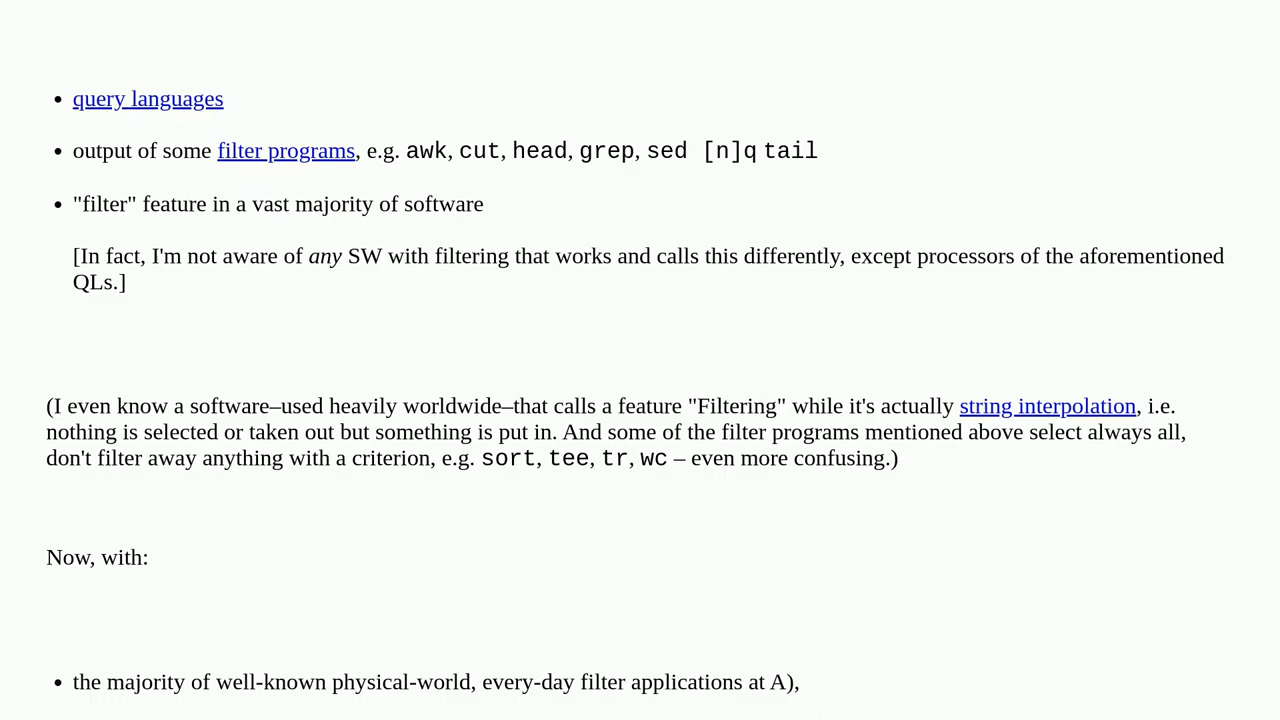 • query languages
• output of some filter programs, e.g. awk, cut, head, grep, sed [n]q tail
• "filter" feature in a vast majority of software
[In fact, I'm not aware of any SW with filtering that works and calls this differently, except processors of the aforementioned
QLs.]
(I even know a software–used heavily worldwide–that calls a feature "Filtering" while it's actually string interpolation, i.e.
nothing is selected or taken out but something is put in. And some of the filter programs mentioned above select always all,
don't filter away anything with a criterion, e.g. sort, tee, tr, wc – even more confusing.)
Now, with:
• the majority of well-known physical-world, every-day filter applications at A),